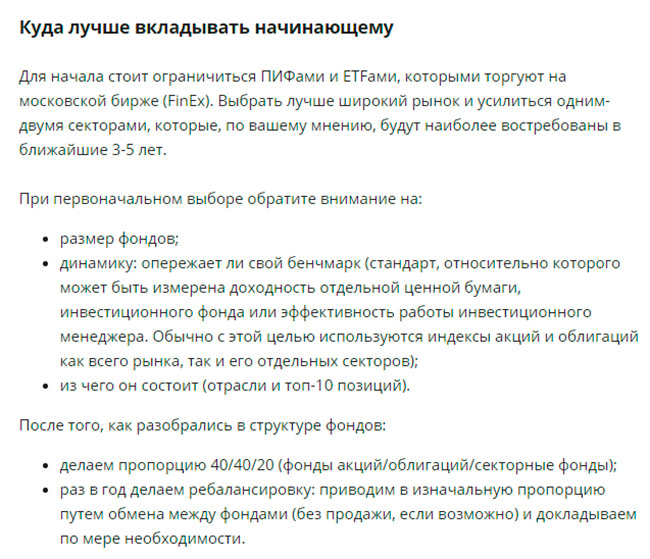 Куда лучше вкладывать начинающему
Для начала стоит ограничиться ПИФами и ETFами, которыми торгуют на
московской бирже (FinEx). Выбрать лучше широкий рынок и усилиться одним-
двумя секторами, которые, по вашему мнению, будут наиболее востребованы в
ближайшие 3-5 лет.
При первоначальном выборе обратите внимание на:
• размер фондов;
• динамику: опережает ли свой бенчмарк (стандарт, относительно которого
может быть измерена доходность отдельной ценной бумаги,
инвестиционного фонда или эффективность работы инвестиционного
менеджера. Обычно с этой целью используются индексы акций и облигаций
как всего рынка, так и его отдельных секторов);
• из чего он состоит (отрасли и топ-10 позиций).
После того, как разобрались в структуре фондов:
• делаем пропорцию 40/40/20 (фонды акций/облигаций/секторные фонды);
• раз в год делаем ребалансировку: приводим в изначальную пропорцию
путем обмена между фондами (без продажи, если возможно) и докладываем
по мере необходимости.